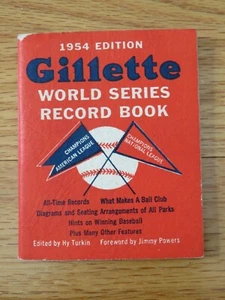 1954 EDITION
Gillette
WORLD SERIES
RECORD BOOK
CHAMPIONS
AMERICAN LEAGUE
CHAMPIONS
NATIONAL LEAGUE
All-Time Records What Makes A Ball Club
Diagrams and Seating Arrangements of All Parks
Hints on Winning Baseball
Plus Many Other Features
Edited by Hy Turkin Foreword by Jimmy Powers